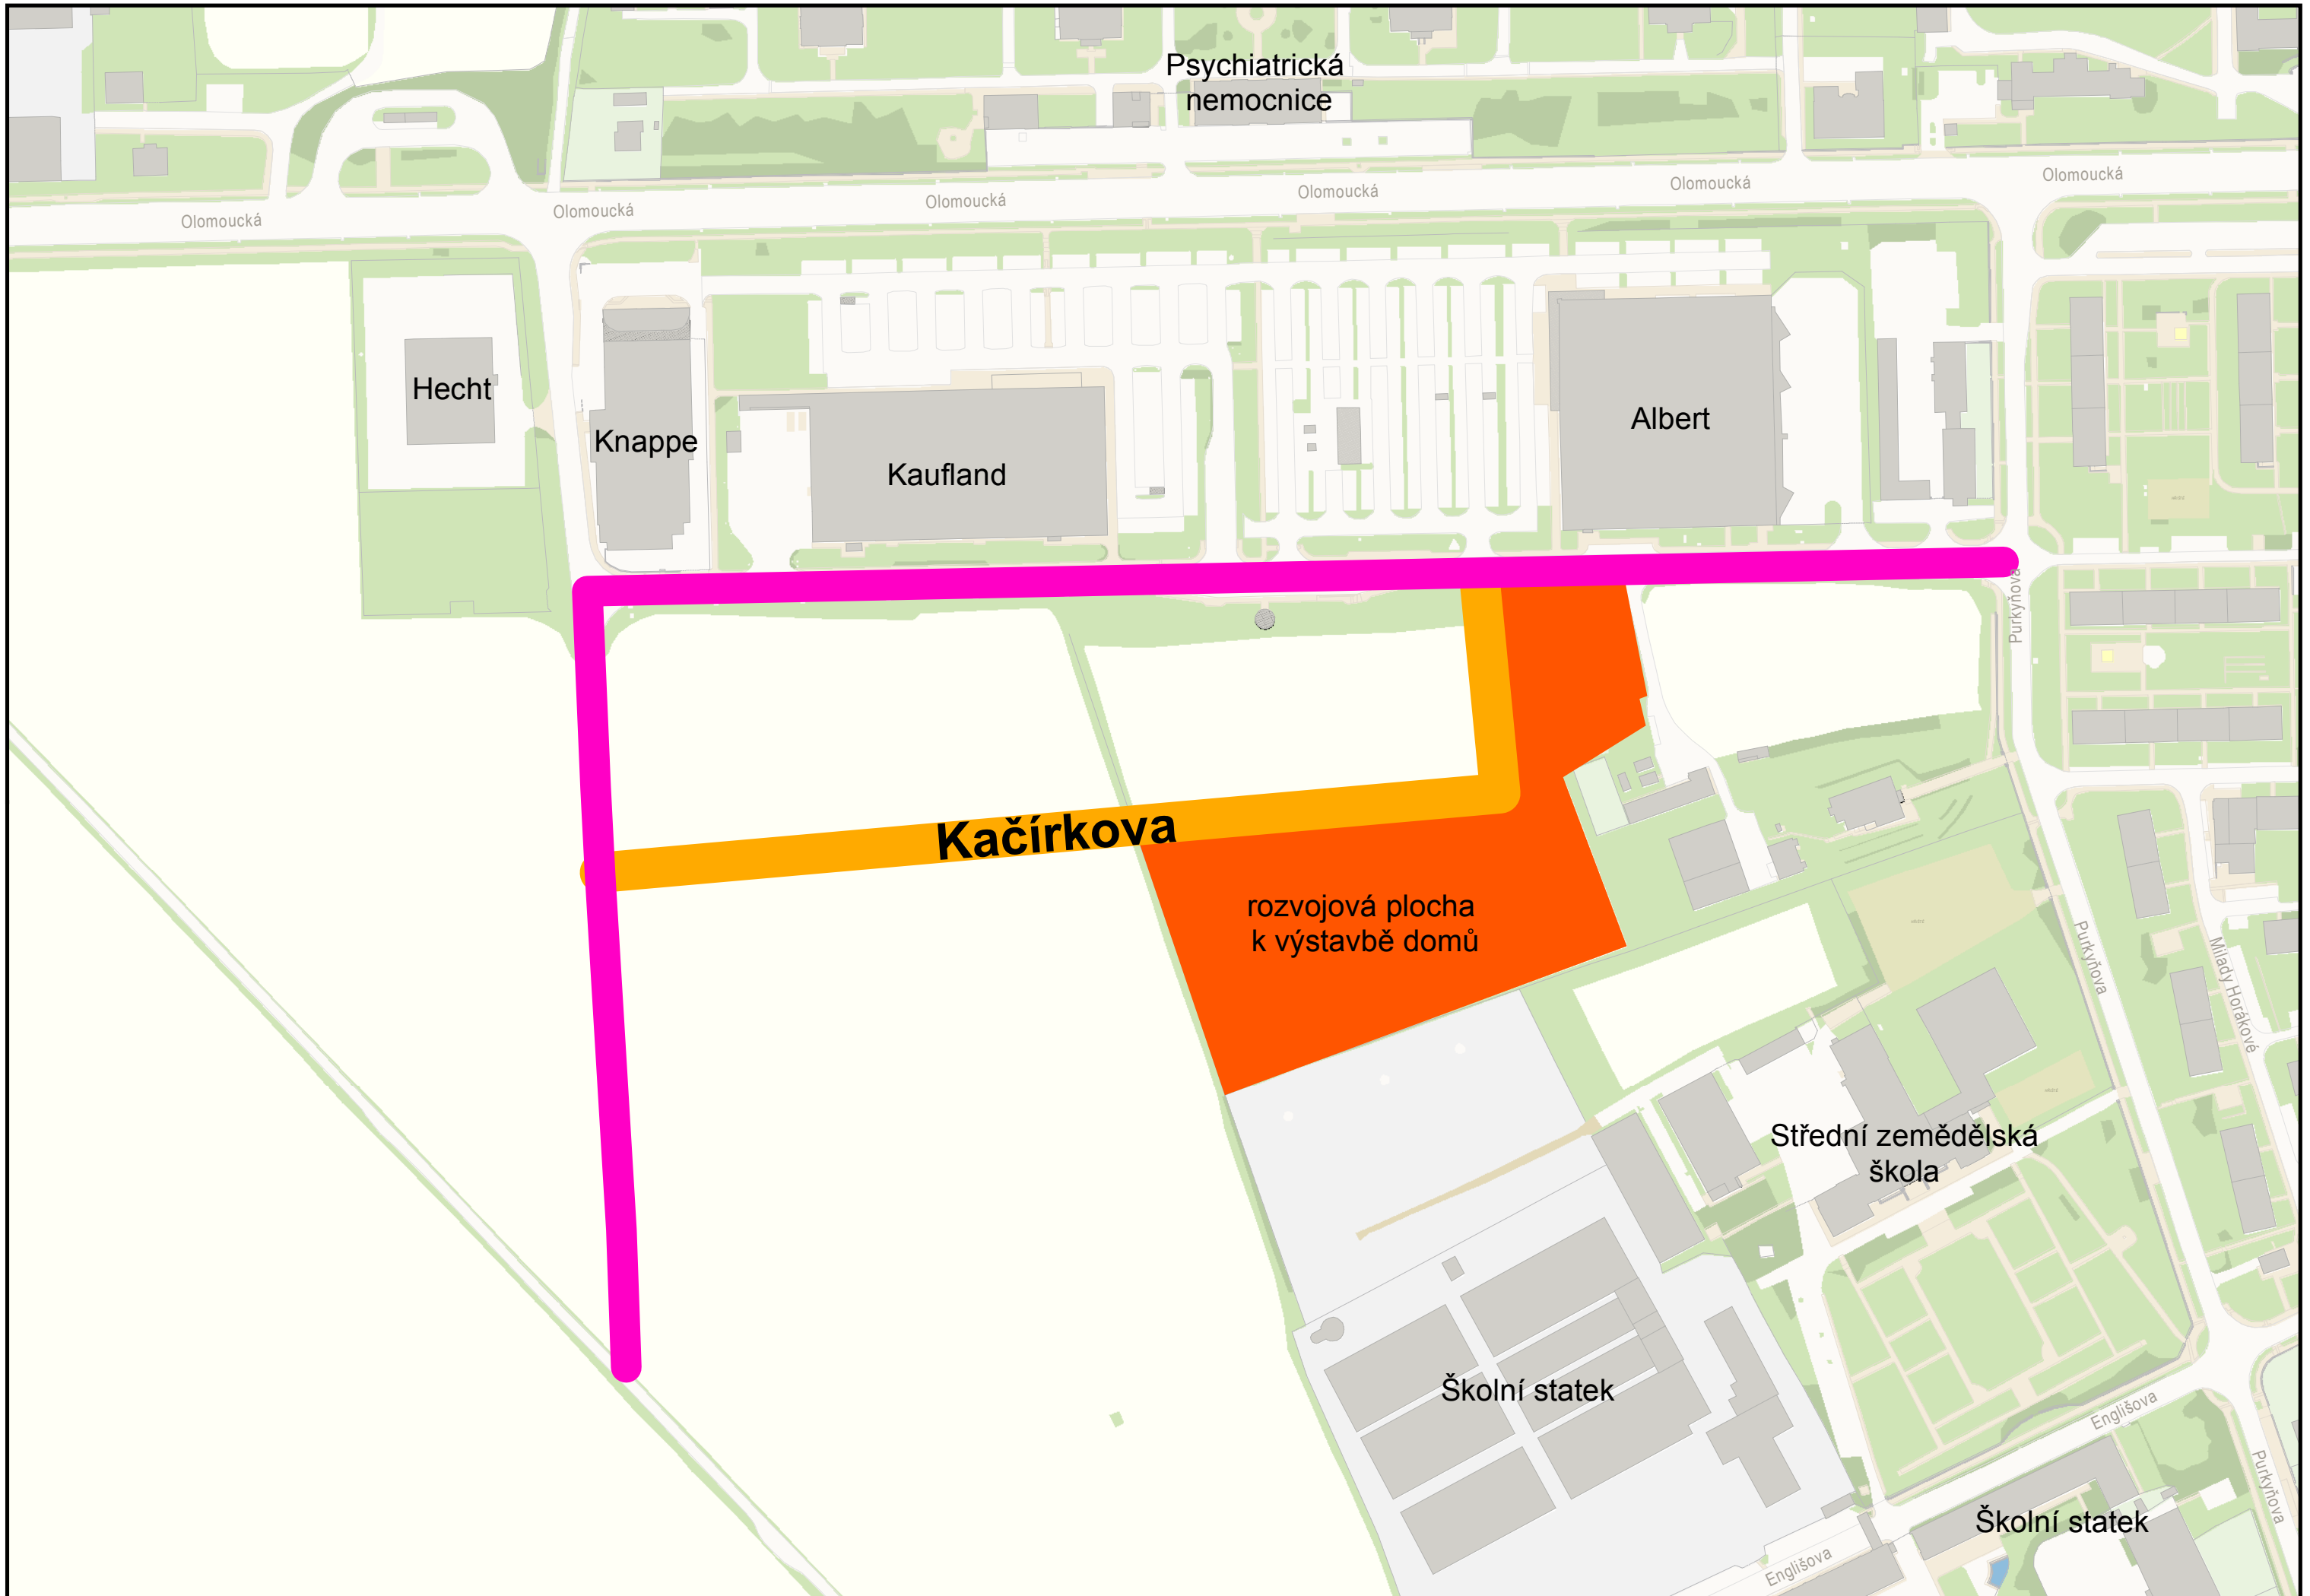 Psychiatrická
nemocnice
Olomoucká
Olomoucká
Olomoucká
Olomoucká
Olomoucká
Olomoucká
Hecht
Knappe
Kaufland
Albert
Purkyňova
Kačírkova
rozvojová plocha
k výstavbě domů
Purkyňova
Milady Horákové
Střední zemědělská
škola
Školní statek
Englišova
Purkyňova
Školní statek
Englišova